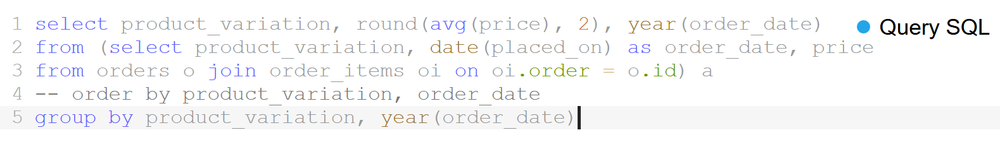 1 select product_variation, round(avg(price), 2), year(order_date)
Query SQL
2 from (select product_variation, date(placed_on) as order_date, price
3 from orders o join order_items oi on oi.order = o.id) a
4 -- order by product_variation, order_date
5 group by product_variation, year(order_date)